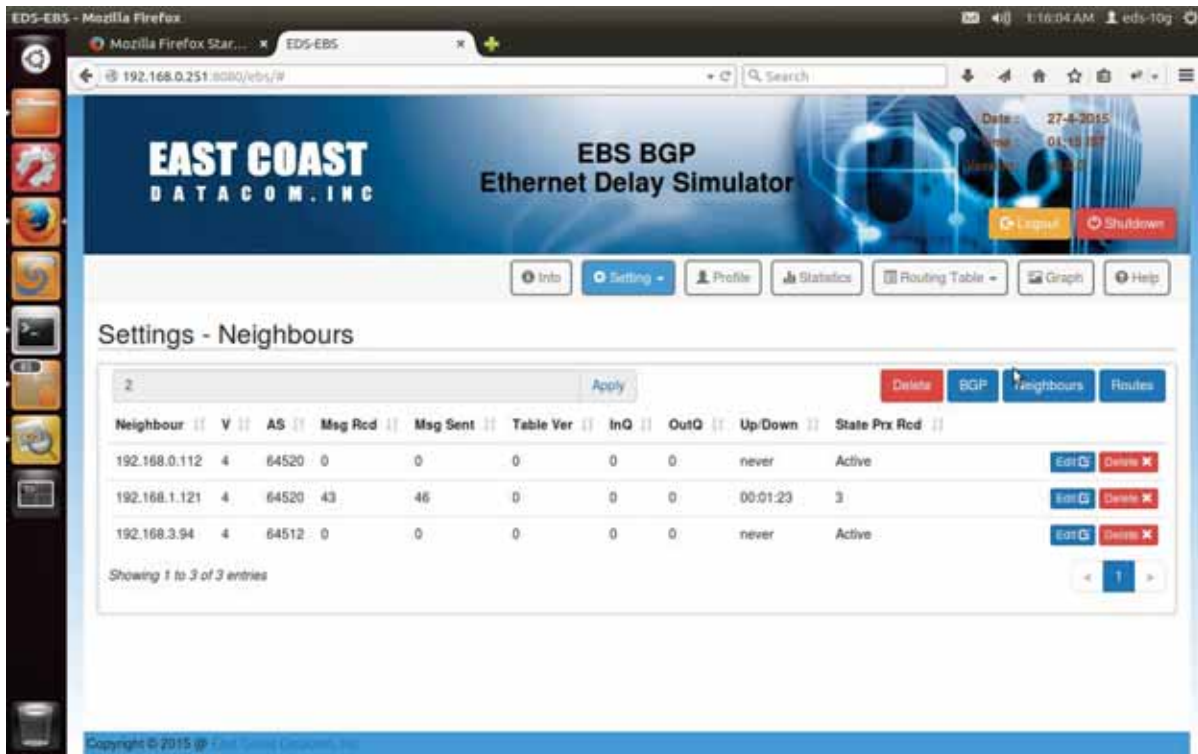 EDS-EBS - Mozilla Firefox
1:16:04 AM eds-10g
Mozilla Firefox Star... × EDS-EBS ×
192.168.0.251:8080/ebs/#
Search
EAST COAST
DATACOM.INC
EBS BGP
Ethernet Delay Simulator
Date : 27-4-2015
Logout Shutdown
Info Setting Profile Statistics Routing Table Graph Help
Settings - Neighbours
2 Apply Delete BGP Neighbours Routes
Neighbour V AS Msg Rcd Msg Sent Table Ver InQ OutQ Up/Down State Prx Rcd
192.168.0.112 4 64520 0 0 0 0 0 never Active Edit Delete
192.168.1.121 4 64520 43 46 0 0 0 00:01:23 3 Edit Delete
192.168.3.94 4 64512 0 0 0 0 0 never Active Edit Delete
Showing 1 to 3 of 3 entries
< 1 >
Copyright © 2015 @ East Coast Datacom, Inc